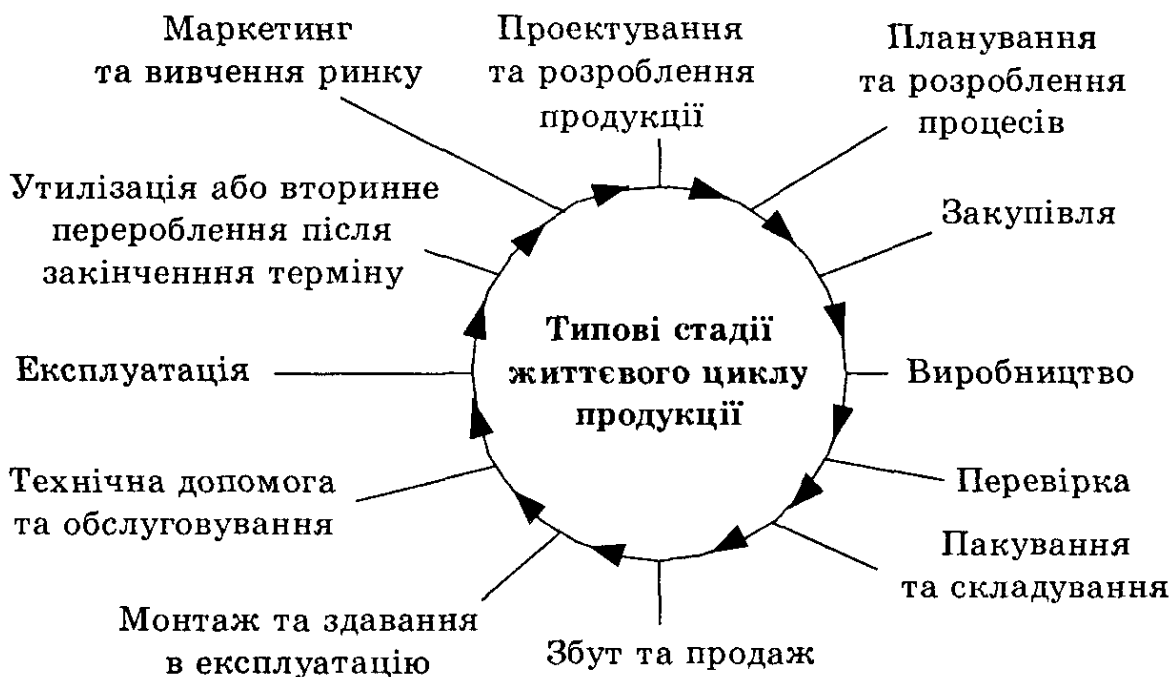 Маркетинг
та вивчення ринку
Проектування
та розроблення
продукції
Планування
та розроблення
процесів
Закупівля
Виробництво
Перевірка
Пакування
та складування
Збут та продаж
Монтаж та здавання
в експлуатацію
Технічна допомога
та обслуговування
Експлуатація
Утилізація або вторинне
перероблення після
закінченння терміну
Типові стадії
життєвого циклу
продукції